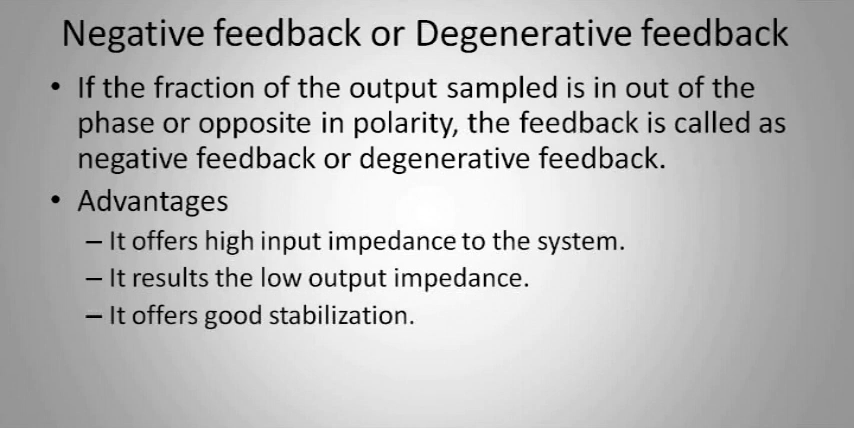 Negative feedback or Degenerative feedback
• If the fraction of the output sampled is in out of the
phase or opposite in polarity, the feedback is called as
negative feedback or degenerative feedback.
• Advantages
– It offers high input impedance to the system.
– It results the low output impedance.
– It offers good stabilization.